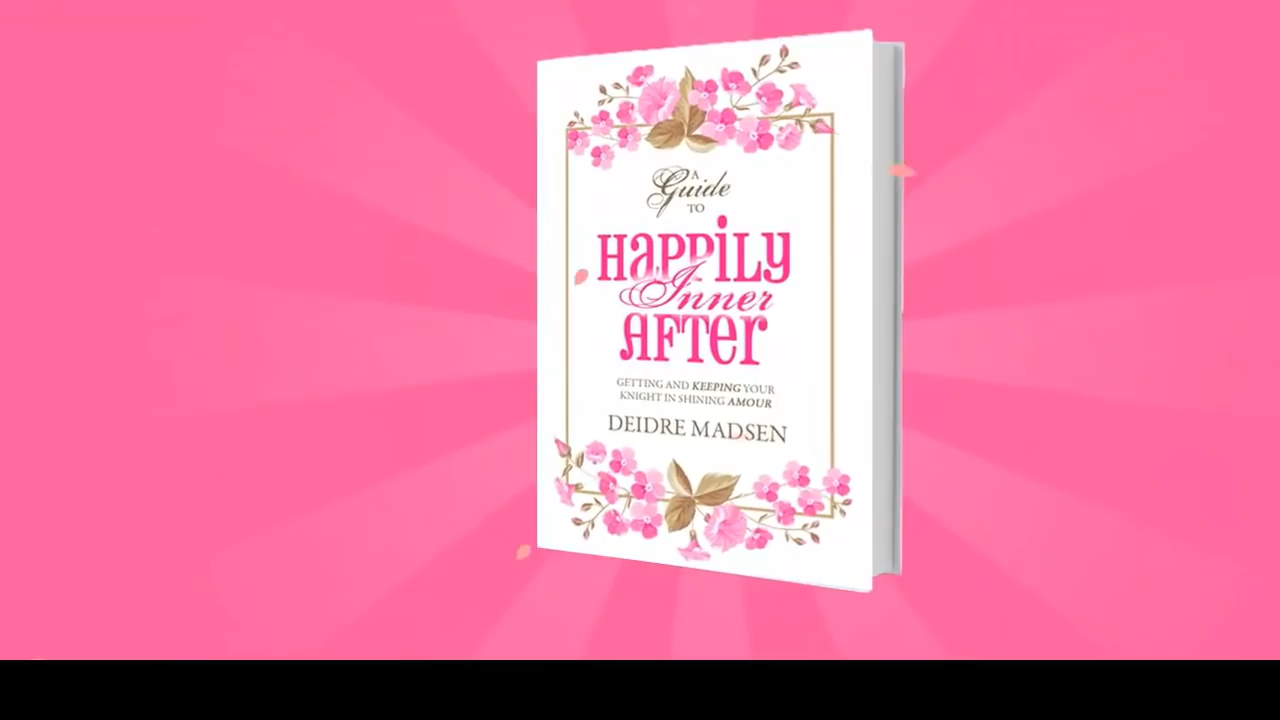 A
Guide
TO
HAPPILY
Inner
AFTER
GETTING AND KEEPING YOUR
KNIGHT IN SHINING AMOUR
DEIDRE MADSEN